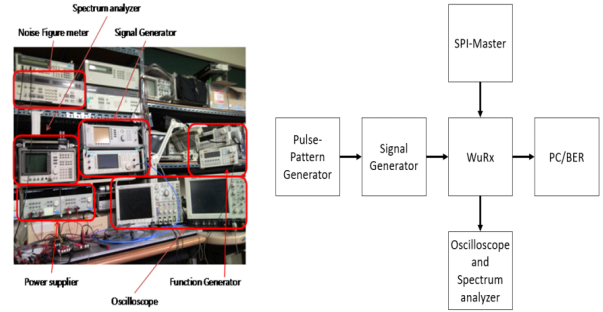 Spectrum analyzer
Noise Figure meter
Signal Generator
Power supplier
Oscilloscope
Function Generator
SPI-Master
Pulse-
Pattern
Generator
Signal
Generator
WuRx
PC/BER
Oscilloscope
and
Spectrum
analyzer